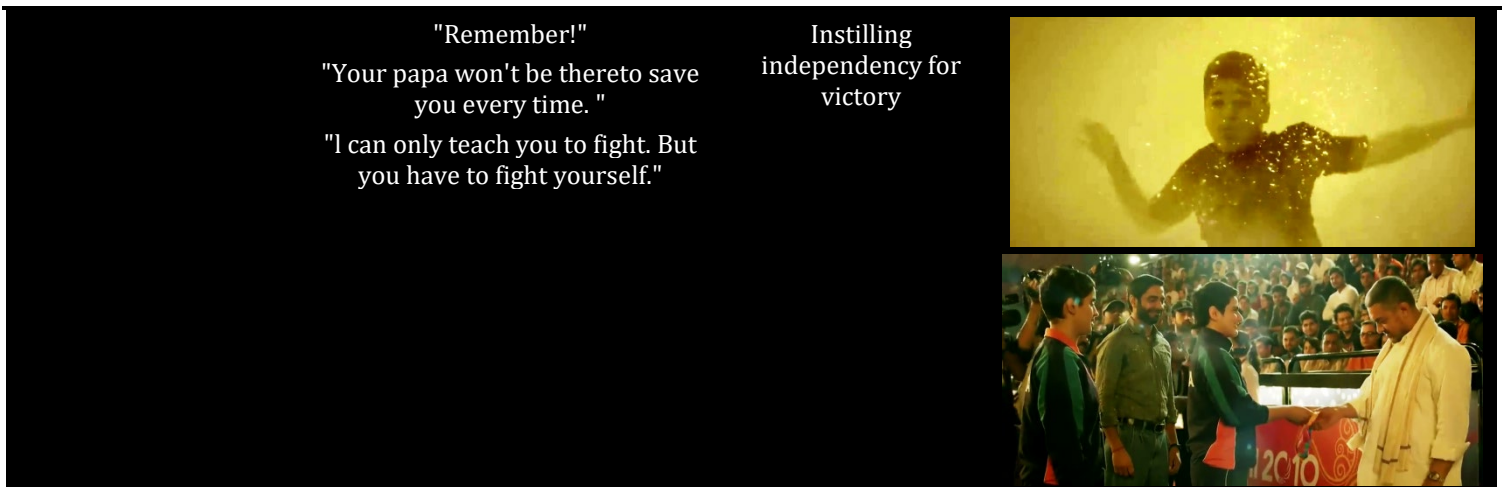 "Remember!"
"Your papa won't be thereto save
you every time. "
"l can only teach you to fight. But
you have to fight yourself."
Instilling
independency for
victory
2010